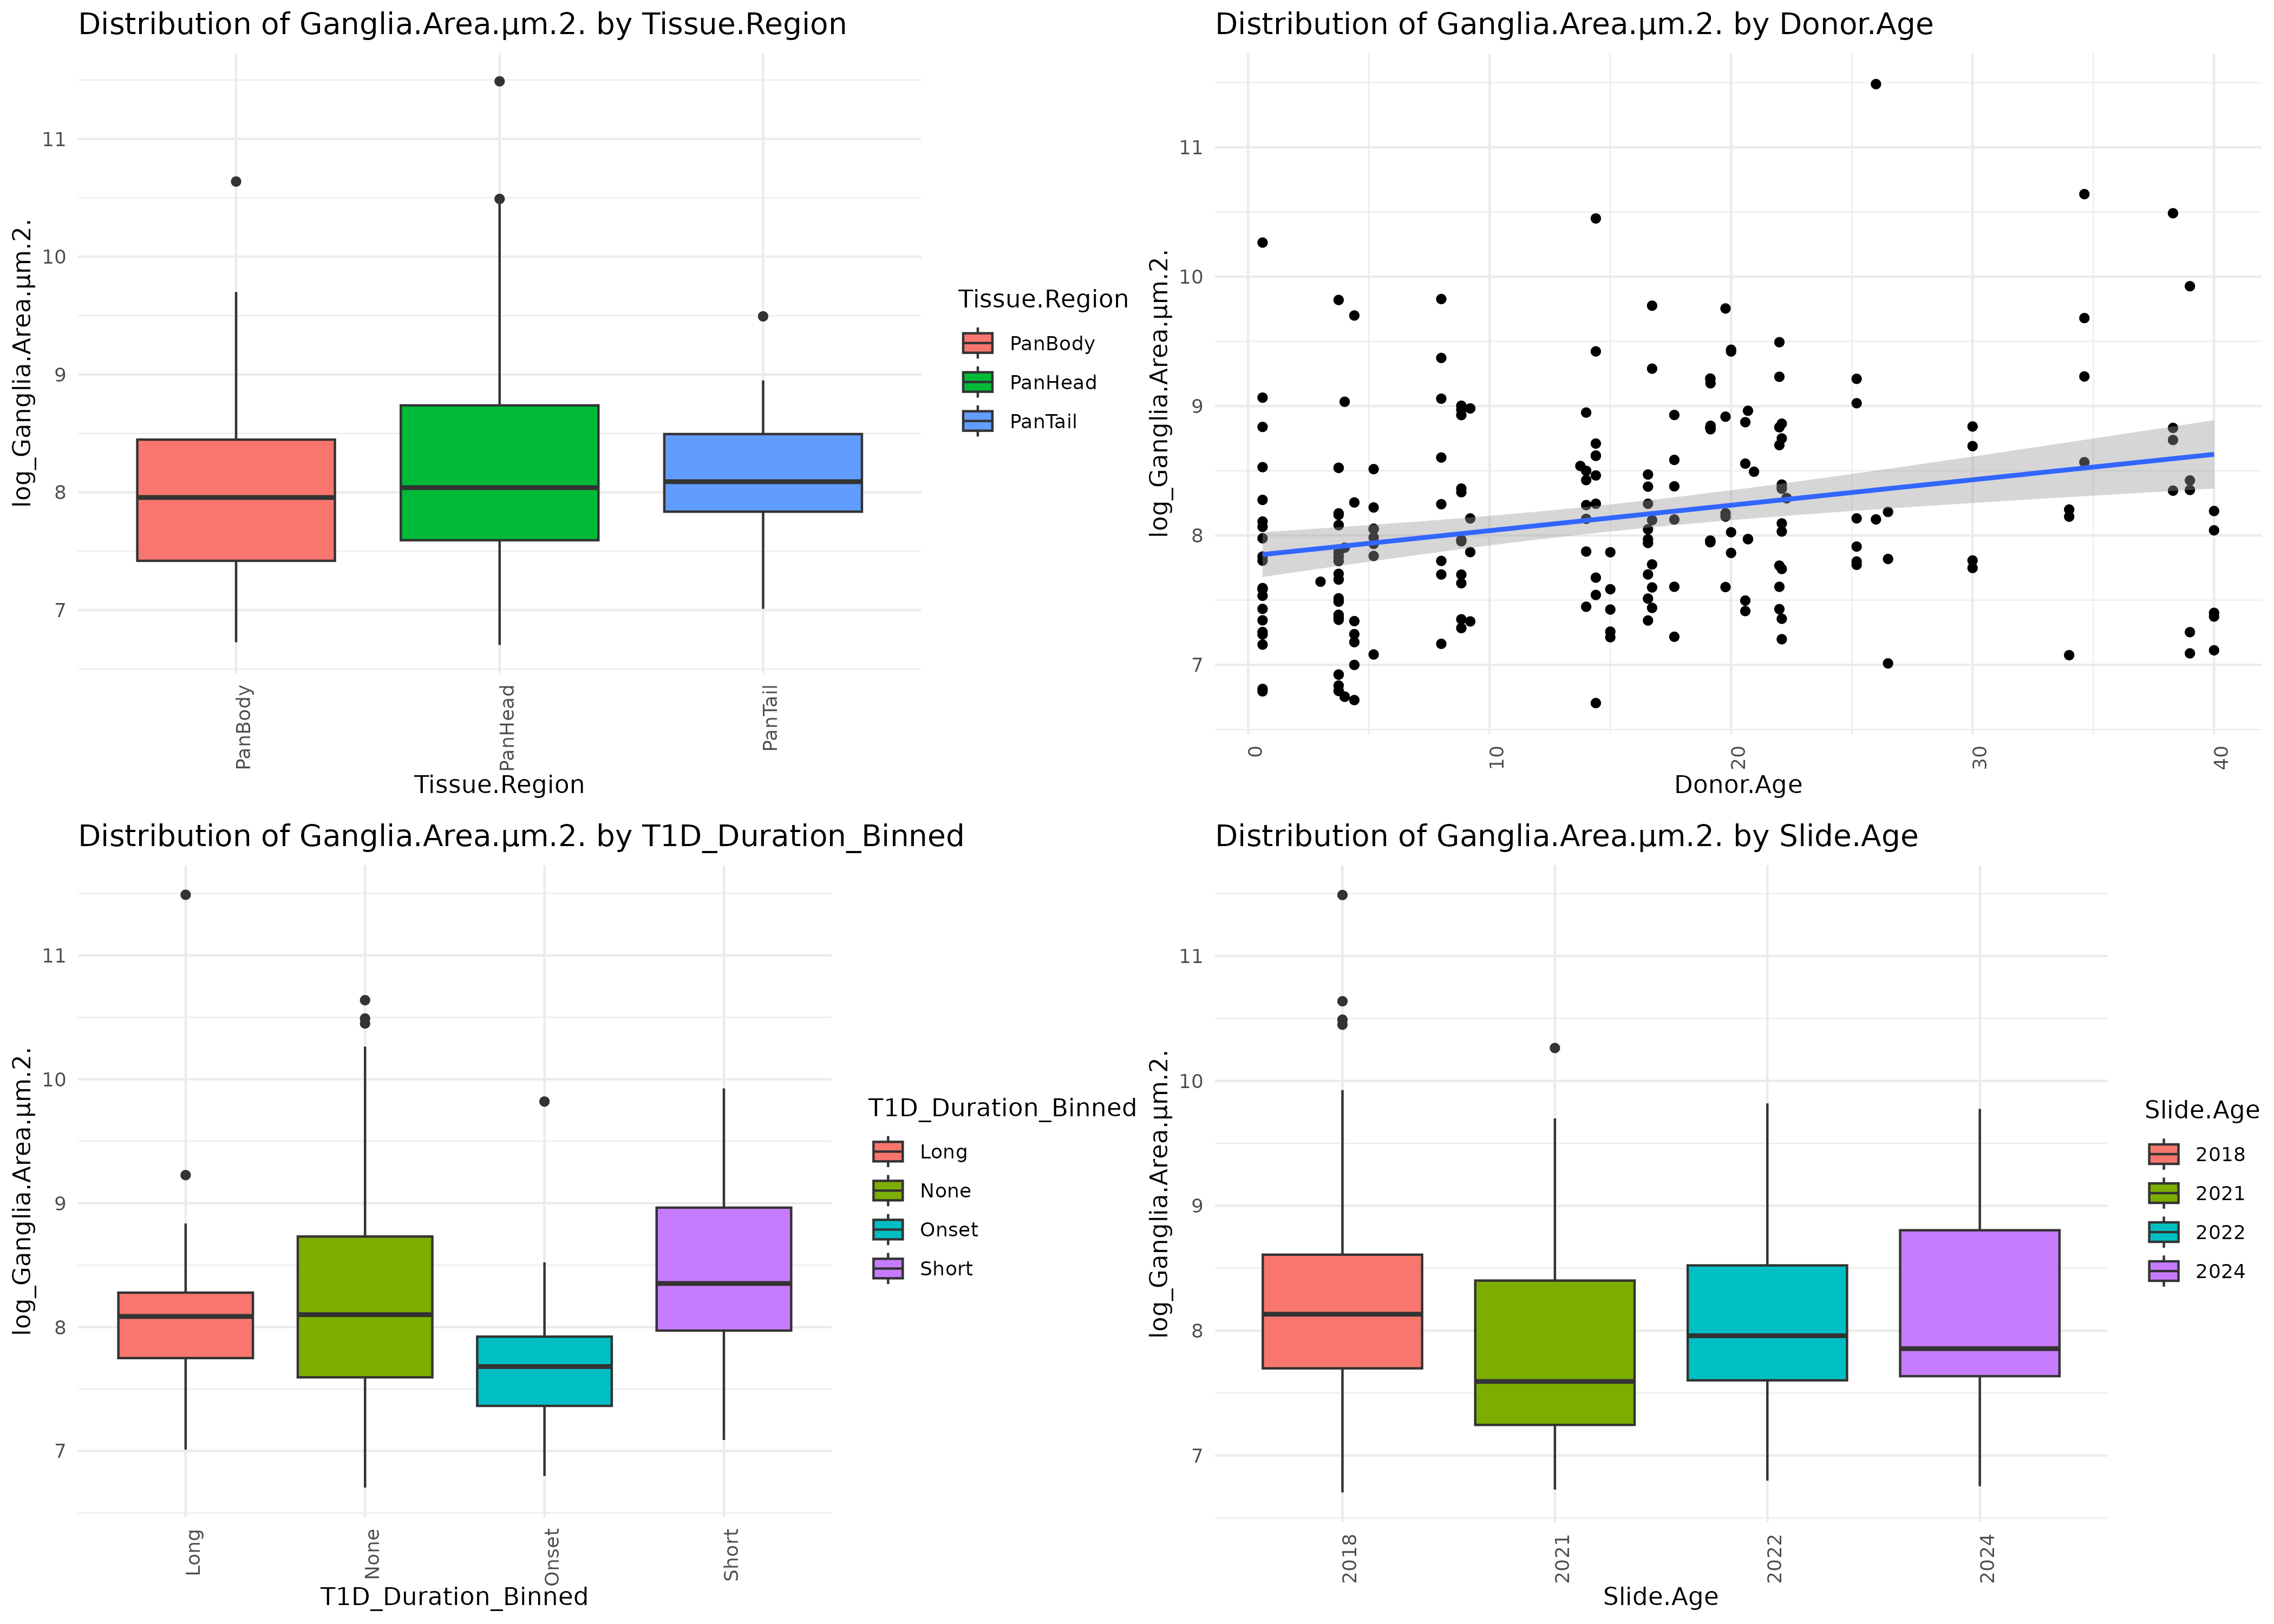 Distribution of Ganglia.Area.µm.2. by Tissue.Region
log_Ganglia.Area.µm.2.
11
10
9
8
7
PanBody
PanHead
PanTail
Tissue.Region
Tissue.Region
PanBody
PanHead
PanTail
Distribution of Ganglia.Area.µm.2. by Donor.Age
log_Ganglia.Area.µm.2.
11
10
9
8
7
0
10
20
30
40
Donor.Age
Distribution of Ganglia.Area.µm.2. by T1D_Duration_Binned
log_Ganglia.Area.µm.2.
11
10
9
8
7
Long
None
Onset
Short
T1D_Duration_Binned
T1D_Duration_Binned
Long
None
Onset
Short
Distribution of Ganglia.Area.µm.2. by Slide.Age
log_Ganglia.Area.µm.2.
11
10
9
8
7
2018
2021
2022
2024
Slide.Age
Slide.Age
2018
2021
2022
2024